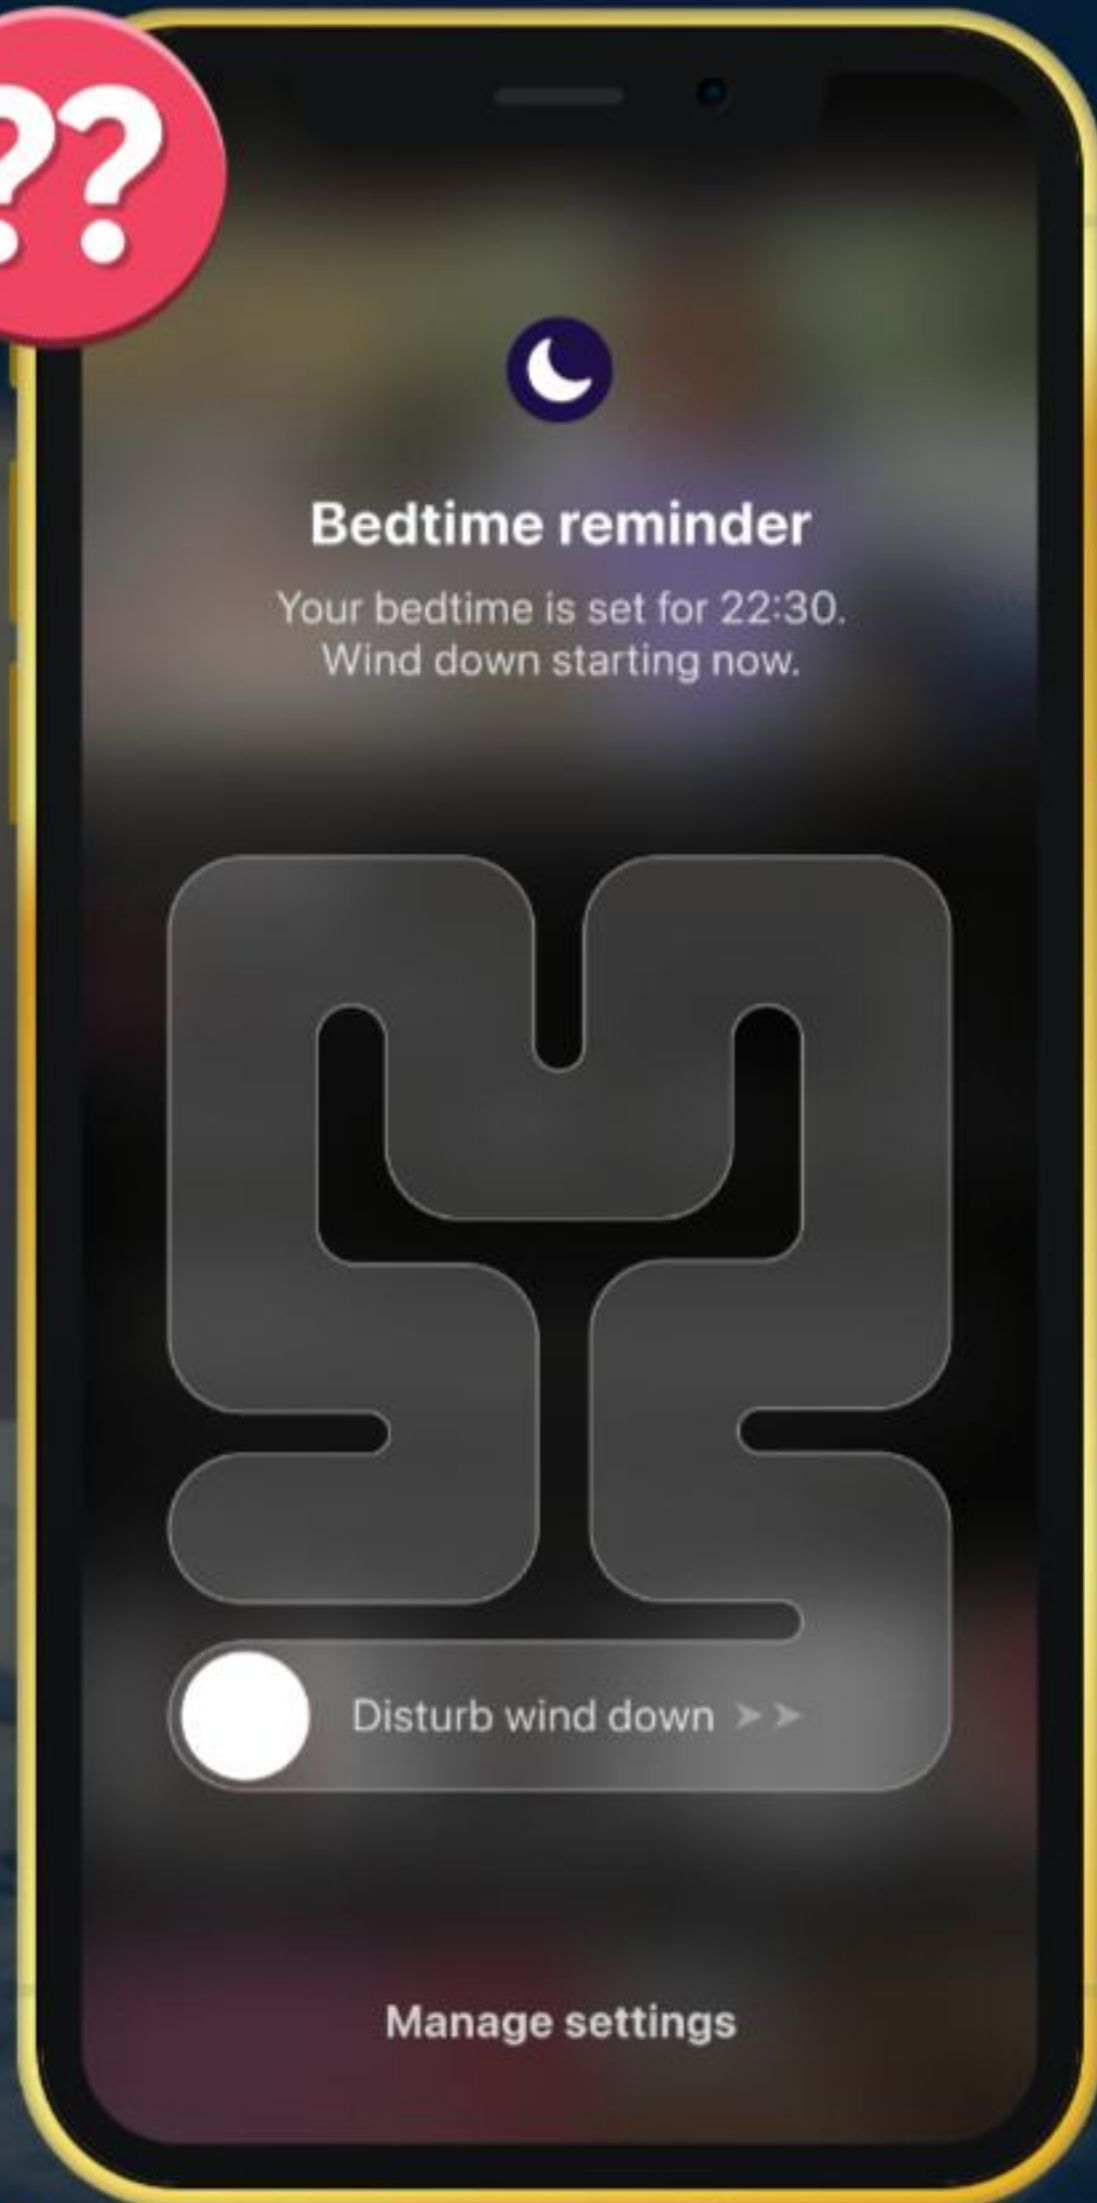 ??
Bedtime reminder
Your bedtime is set for 22:30.
Wind down starting now.
Disturb wind down
Manage settings